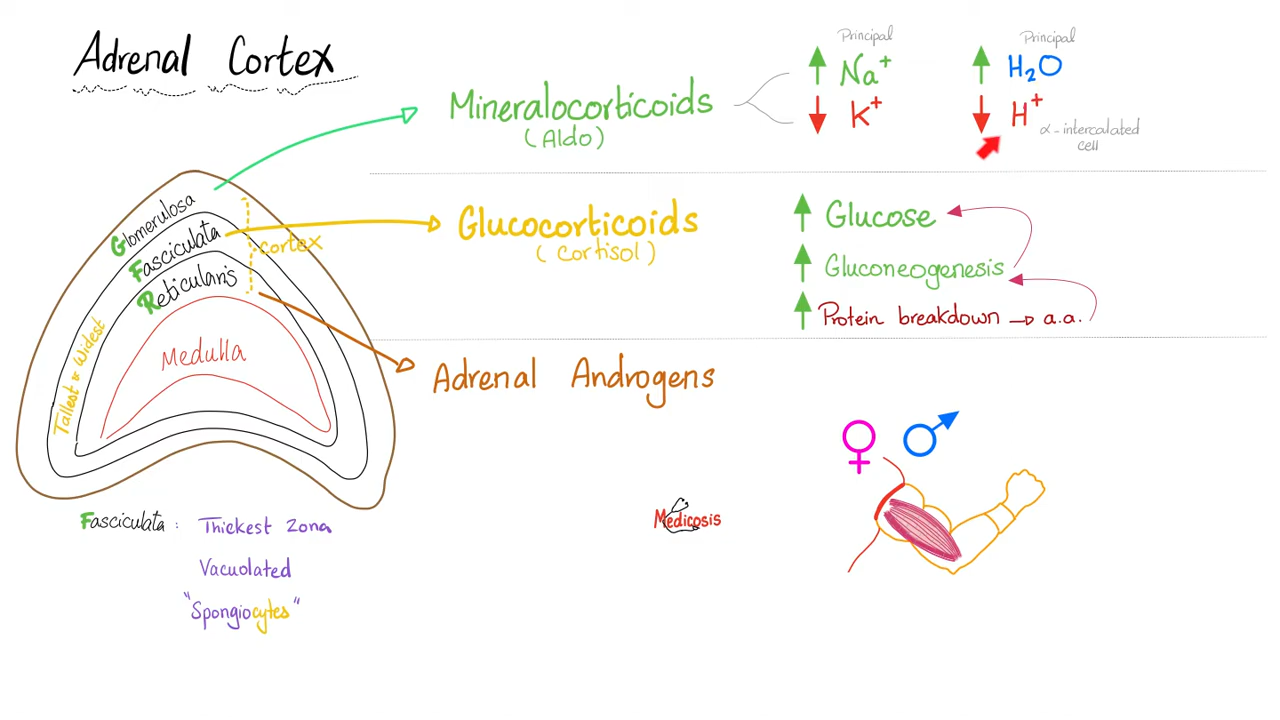 Adrenal Cortex
Mineralocorticoids
(Aldo)
Principal
↑ Na⁺
↓ K⁺
Principal
↑ H₂O
↓ H⁺
α-intercalated
cell
Glucocorticoids
(Cortisol)
↑ Glucose
↑ Gluconeogenesis
↑ Protein breakdown → a.a.
Adrenal Androgens
Glomerulosa
Fasciculata
Reticularis
cortex
Medulla
Tallest & Widest
Fasciculata : Thickest Zona
Vacuolated
"Spongiocytes"
Medicosis